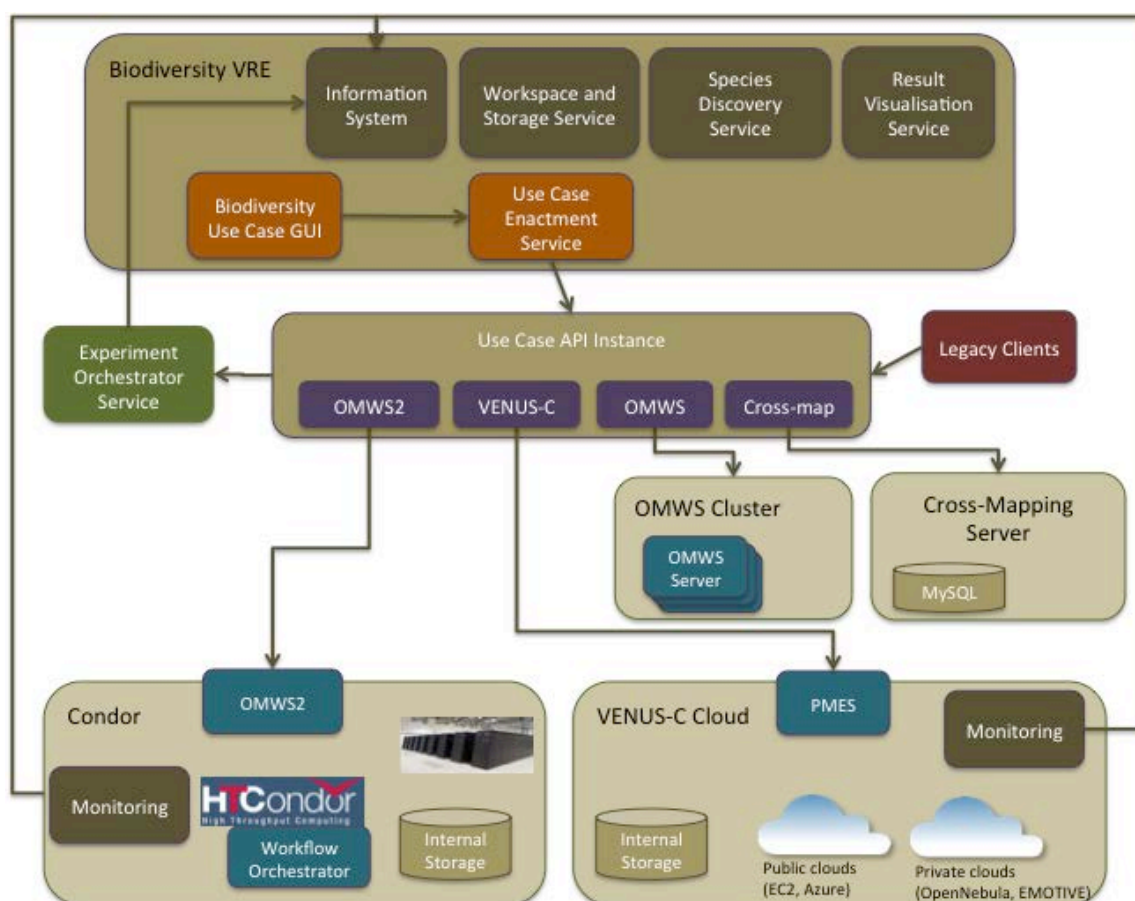 Biodiversity VRE
Information
System
Workspace and
Storage Service
Species
Discovery
Service
Result
Visualisation
Service
Biodiversity
Use Case GUI
Use Case
Enactment
Service
Experiment
Orchestrator
Service
Use Case API Instance
Legacy Clients
OMWS2
VENUS-C
OMWS
Cross-map
OMWS Cluster
OMWS
Server
Cross-Mapping
Server
MySQL
Condor
OMWS2
Monitoring
HTCondor
High Throughput Computing
Workflow
Orchestrator
Internal
Storage
VENUS-C Cloud
PMES
Monitoring
Internal
Storage
Public clouds
(EC2, Azure)
Private clouds
(OpenNebula, EMOTIVE)